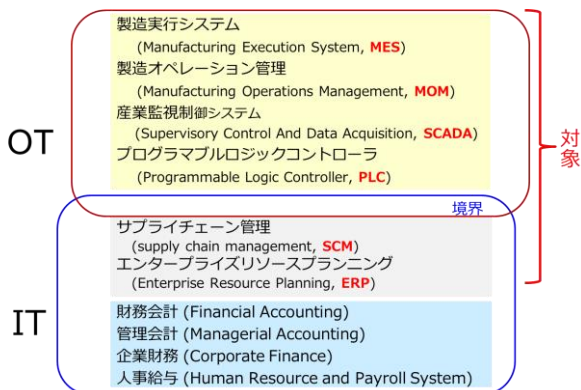 製造実行システム
(Manufacturing Execution System, MES)
製造オペレーション管理
(Manufacturing Operations Management, MOM)
産業監視制御システム
(Supervisory Control And Data Acquisition, SCADA)
プログラマブルロジックコントローラ
(Programmable Logic Controller, PLC)
OT
対象
境界
サプライチェーン管理
(supply chain management, SCM)
エンタープライズリソースプランニング
(Enterprise Resource Planning, ERP)
IT
財務会計 (Financial Accounting)
管理会計 (Managerial Accounting)
企業財務 (Corporate Finance)
人事給与 (Human Resource and Payroll System)